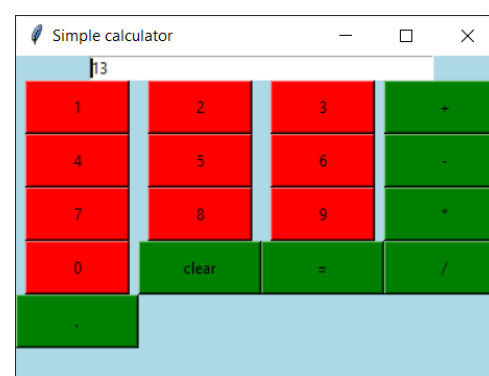 Simple calculator
13
1 2 3 +
4 5 6 -
7 8 9 *
0 clear = /
.